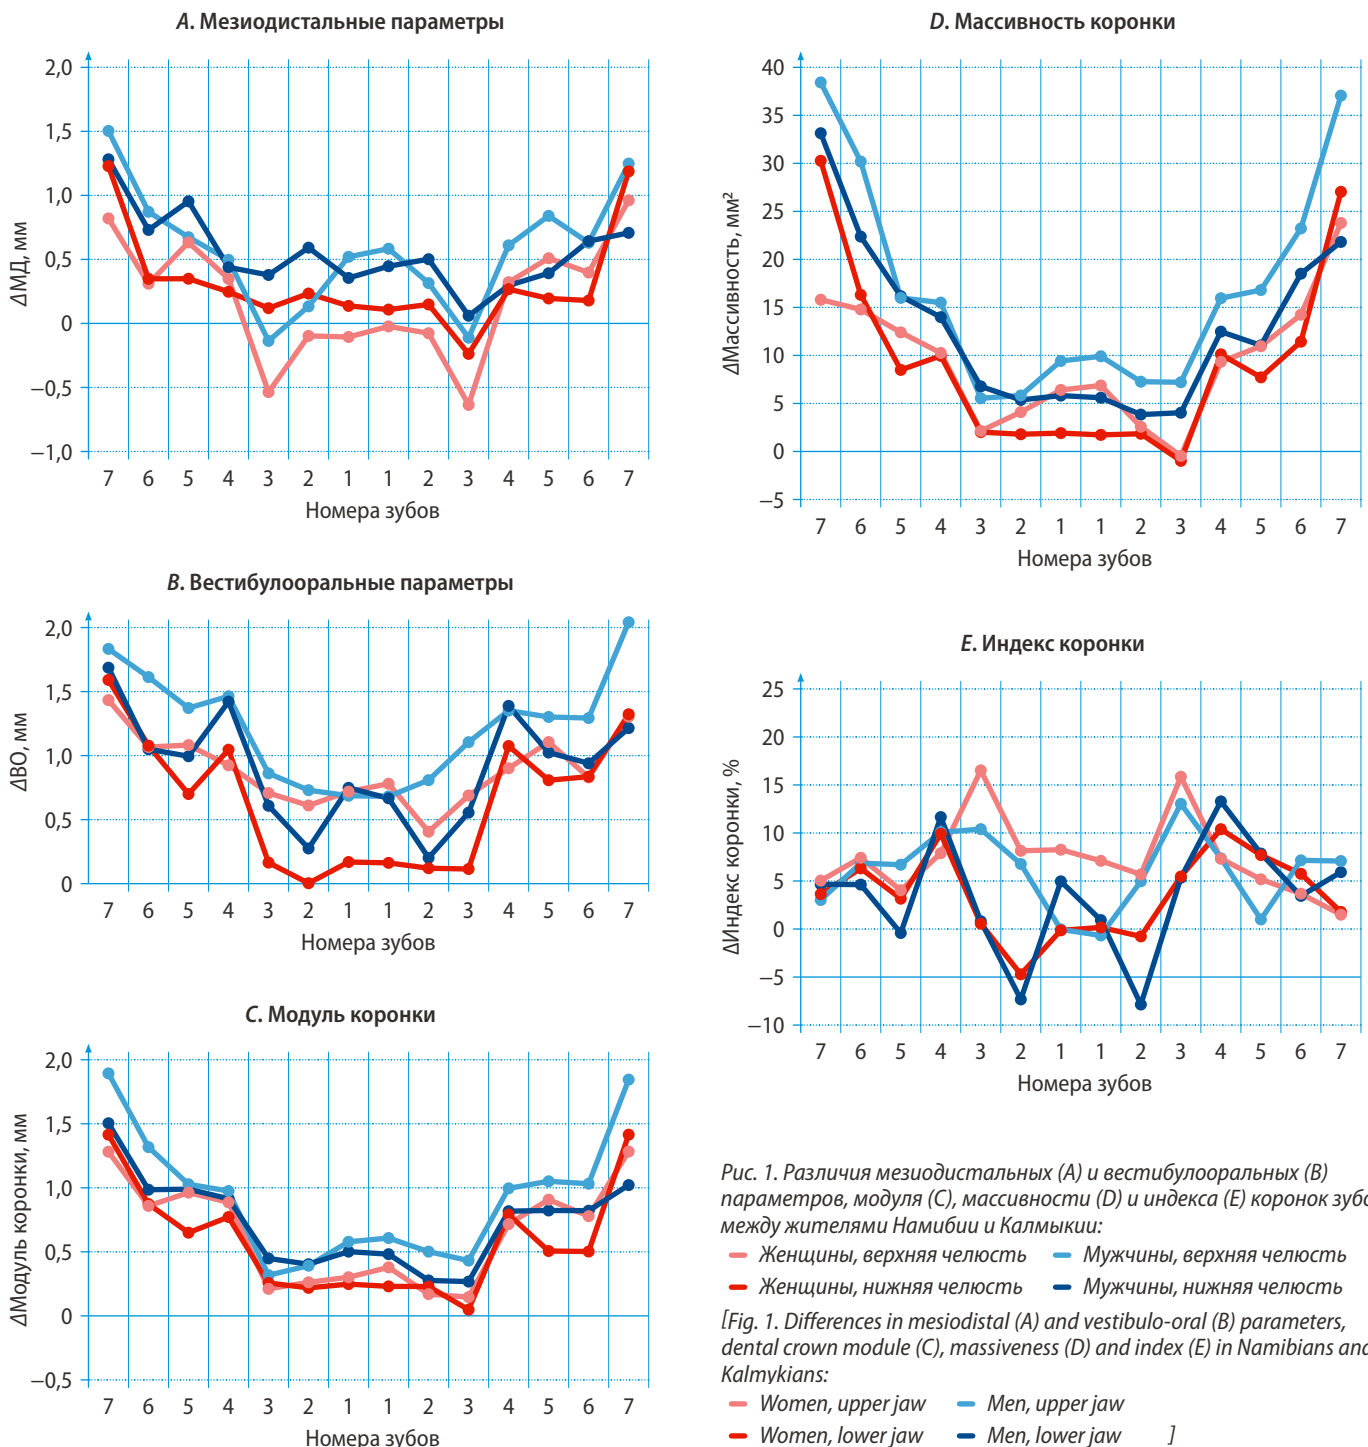 A. Мезиодистальные параметры
2,0
1,5
1,0
0,5
0
–0,5
–1,0
ΔМД, мм
7 6 5 4 3 2 1 1 2 3 4 5 6 7
Номера зубов
B. Вестибулооральные параметры
2,0
1,5
1,0
0,5
0
ΔВО, мм
7 6 5 4 3 2 1 1 2 3 4 5 6 7
Номера зубов
C. Модуль коронки
2,0
1,5
1,0
0,5
0
–0,5
ΔМодуль коронки, мм
7 6 5 4 3 2 1 1 2 3 4 5 6 7
Номера зубов
D. Массивность коронки
40
35
30
25
20
15
10
5
0
–5
ΔМассивность, мм²
7 6 5 4 3 2 1 1 2 3 4 5 6 7
Номера зубов
E. Индекс коронки
25
20
15
10
5
0
–5
–10
ΔИндекс коронки, %
7 6 5 4 3 2 1 1 2 3 4 5 6 7
Номера зубов
Рис. 1. Различия мезиодистальных (A) и вестибулооральных (B)
параметров, модуля (C), массивности (D) и индекса (E) коронок зубо
между жителями Намибии и Калмыкии:
Женщины, верхняя челюсть Мужчины, верхняя челюсть
Женщины, нижняя челюсть Мужчины, нижняя челюсть
[Fig. 1. Differences in mesiodistal (A) and vestibulo-oral (B) parameters,
dental crown module (C), massiveness (D) and index (E) in Namibians and
Kalmykians:
Women, upper jaw Men, upper jaw
Women, lower jaw Men, lower jaw ]